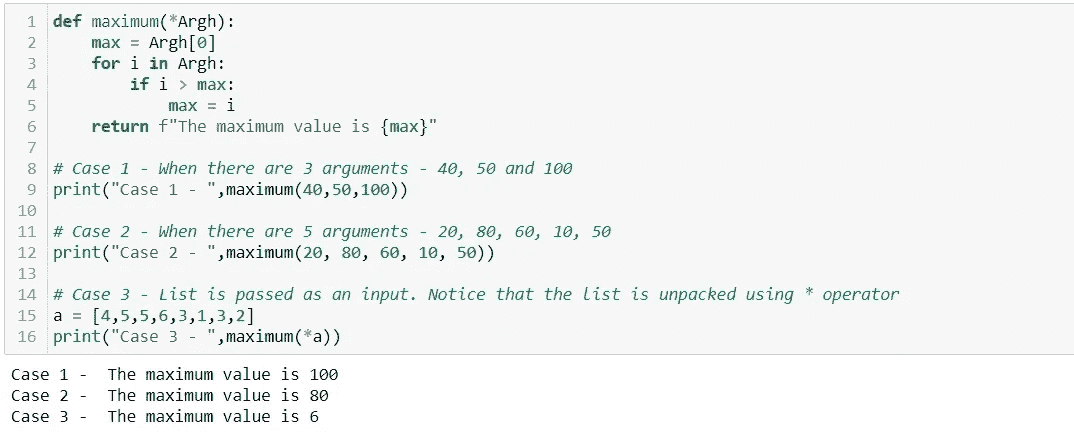 1 def maximum(*Argh):
2     max = Argh[0]
3     for i in Argh:
4         if i > max:
5             max = i
6     return f"The maximum value is {max}"
7
8 # Case 1 - When there are 3 arguments - 40, 50 and 100
9 print("Case 1 - ",maximum(40,50,100))
10
11 # Case 2 - When there are 5 arguments - 20, 80, 60, 10, 50
12 print("Case 2 - ",maximum(20, 80, 60, 10, 50))
13
14 # Case 3 - List is passed as an input. Notice that the list is unpacked using * operator
15 a = [4,5,5,6,3,1,3,2]
16 print("Case 3 - ",maximum(*a))
Case 1 -  The maximum value is 100
Case 2 -  The maximum value is 80
Case 3 -  The maximum value is 6